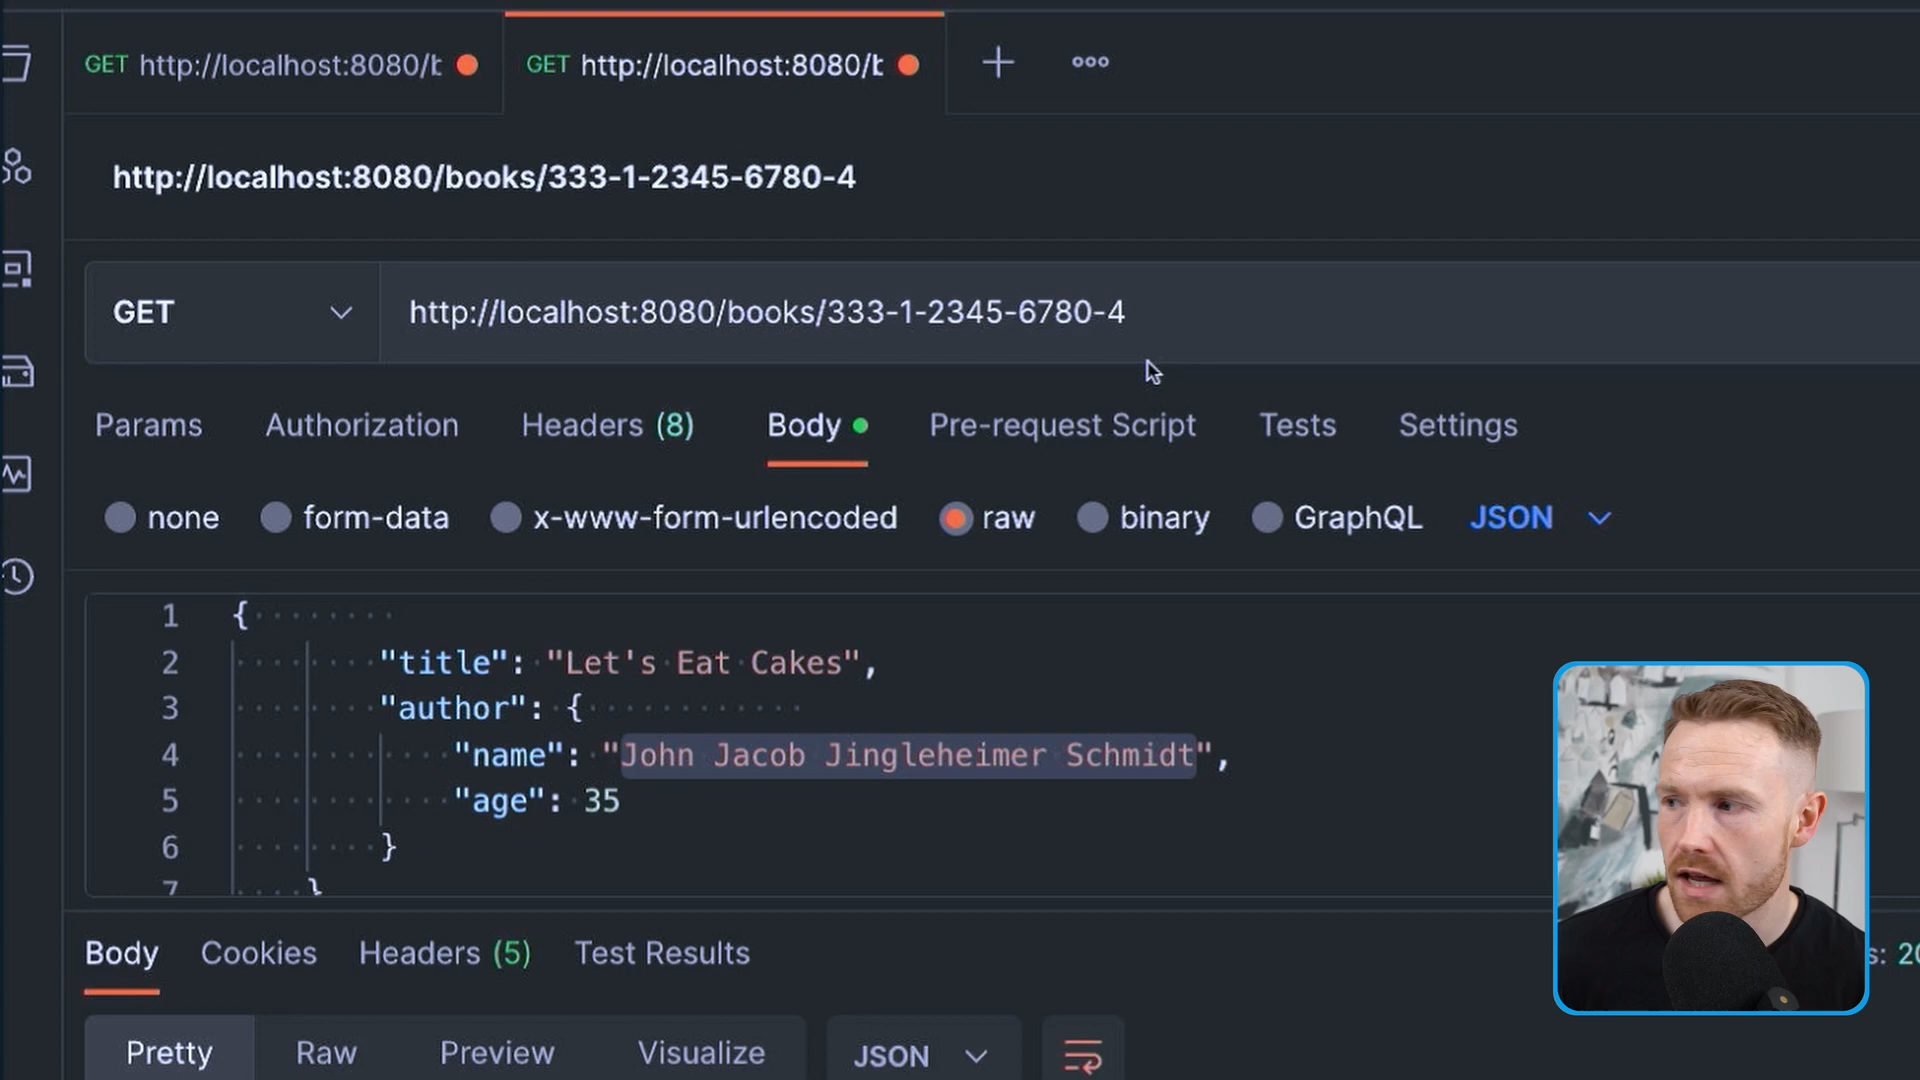 GET http://localhost:8080/b GET http://localhost:8080/b
http://localhost:8080/books/333-1-2345-6780-4
GET http://localhost:8080/books/333-1-2345-6780-4
Params Authorization Headers (8) Body Pre-request Script Tests Settings
none form-data x-www-form-urlencoded raw binary GraphQL JSON
1 {
2 "title": "Let's Eat Cakes",
3 "author": {
4 "name": "John Jacob Jingleheimer Schmidt",
5 "age": 35
6 }
7 }
Body Cookies Headers (5) Test Results s: 20
Pretty Raw Preview Visualize JSON